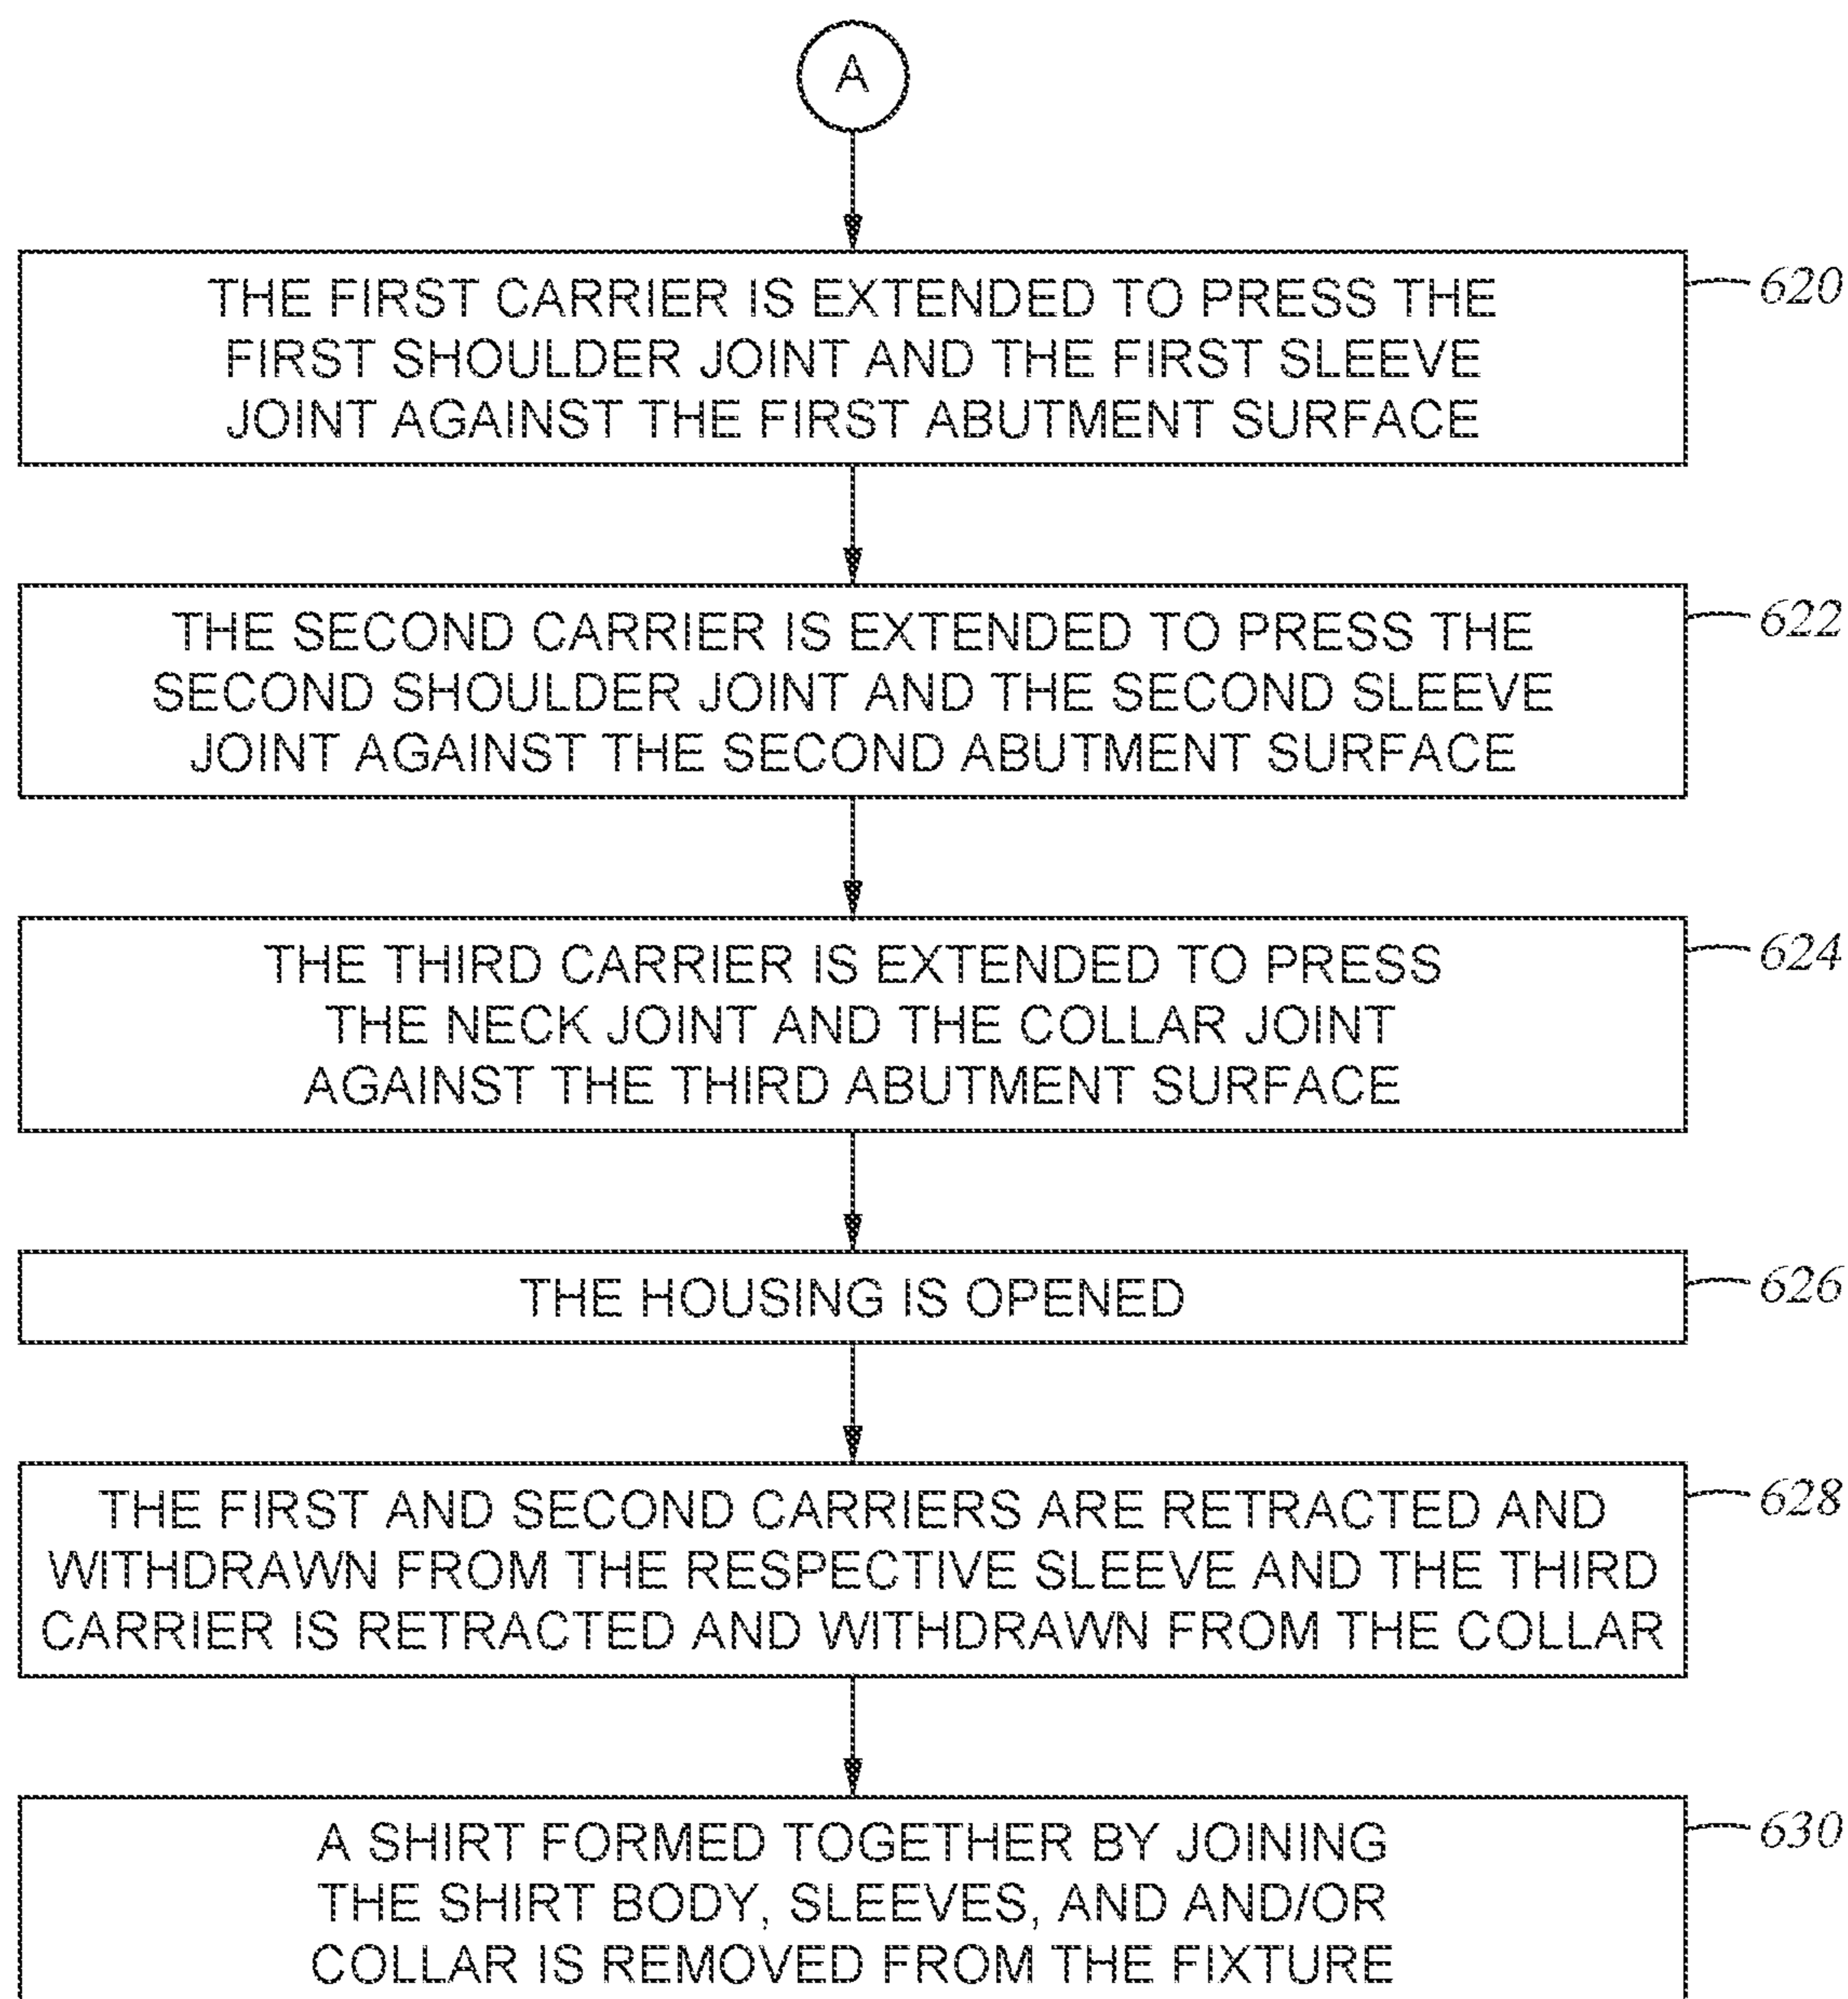 A
THE FIRST CARRIER IS EXTENDED TO PRESS THE
FIRST SHOULDER JOINT AND THE FIRST SLEEVE
JOINT AGAINST THE FIRST ABUTMENT SURFACE
620
THE SECOND CARRIER IS EXTENDED TO PRESS THE
SECOND SHOULDER JOINT AND THE SECOND SLEEVE
JOINT AGAINST THE SECOND ABUTMENT SURFACE
622
THE THIRD CARRIER IS EXTENDED TO PRESS
THE NECK JOINT AND THE COLLAR JOINT
AGAINST THE THIRD ABUTMENT SURFACE
624
THE HOUSING IS OPENED
626
THE FIRST AND SECOND CARRIERS ARE RETRACTED AND
WITHDRAWN FROM THE RESPECTIVE SLEEVE AND THE THIRD
CARRIER IS RETRACTED AND WITHDRAWN FROM THE COLLAR
628
A SHIRT FORMED TOGETHER BY JOINING
THE SHIRT BODY, SLEEVES, AND AND/OR
COLLAR IS REMOVED FROM THE FIXTURE
630